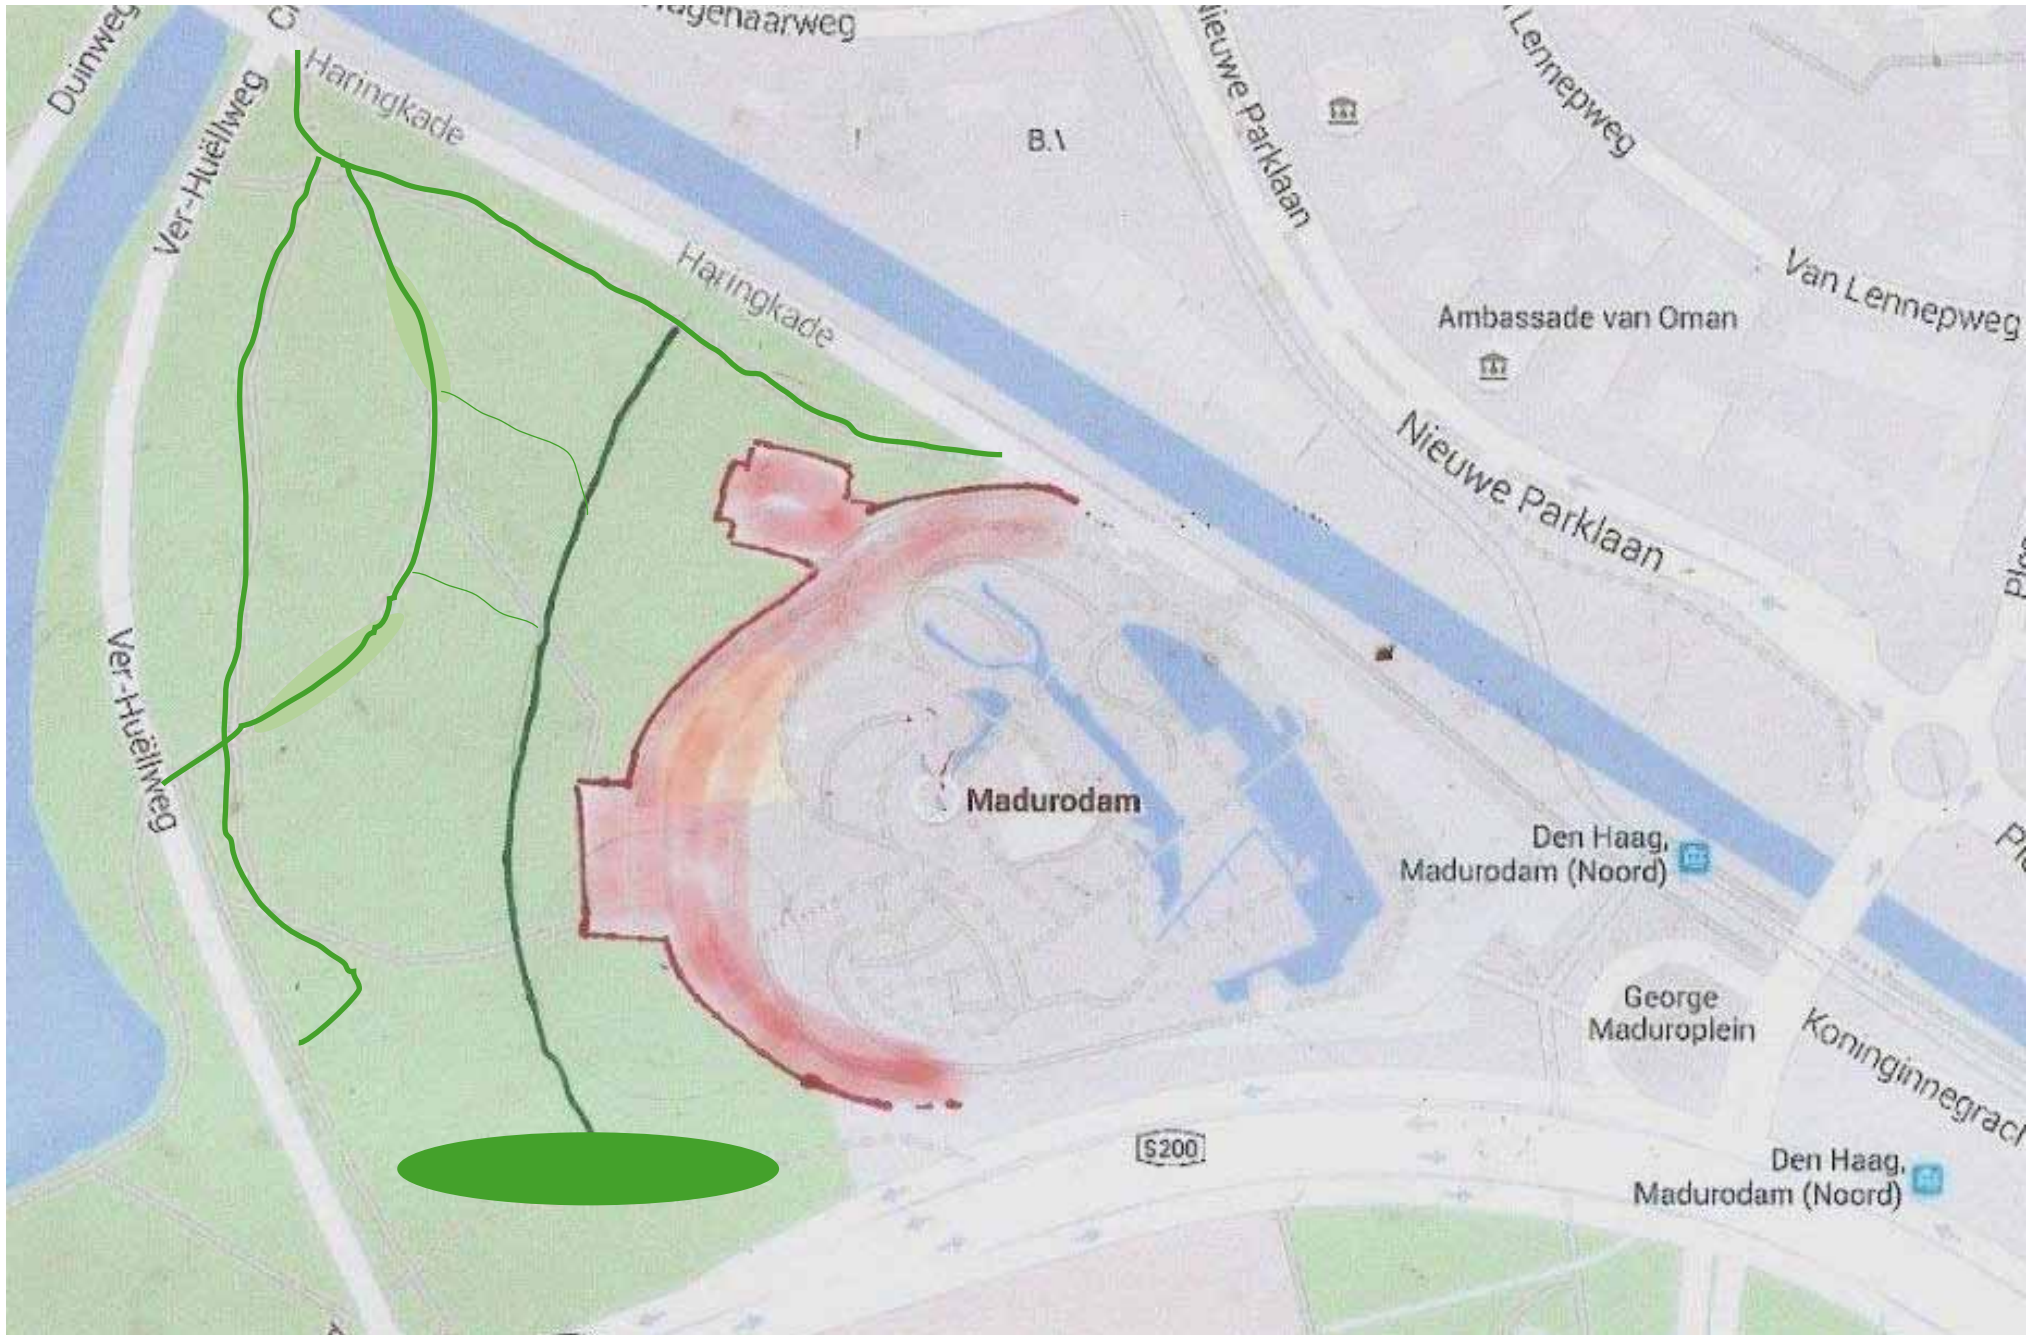 Duinweg
Haringkade
Ver-Huëllweg
Nieuwe Parklaan
B.\
Lennepweg
Haringkade
Van Lennepweg
Ambassade van Oman
Nieuwe Parklaan
Ver-Huëllweg
Madurodam
Den Haag,
Madurodam (Noord)
George
Maduroplein
S200
Den Haag,
Madurodam (Noord)